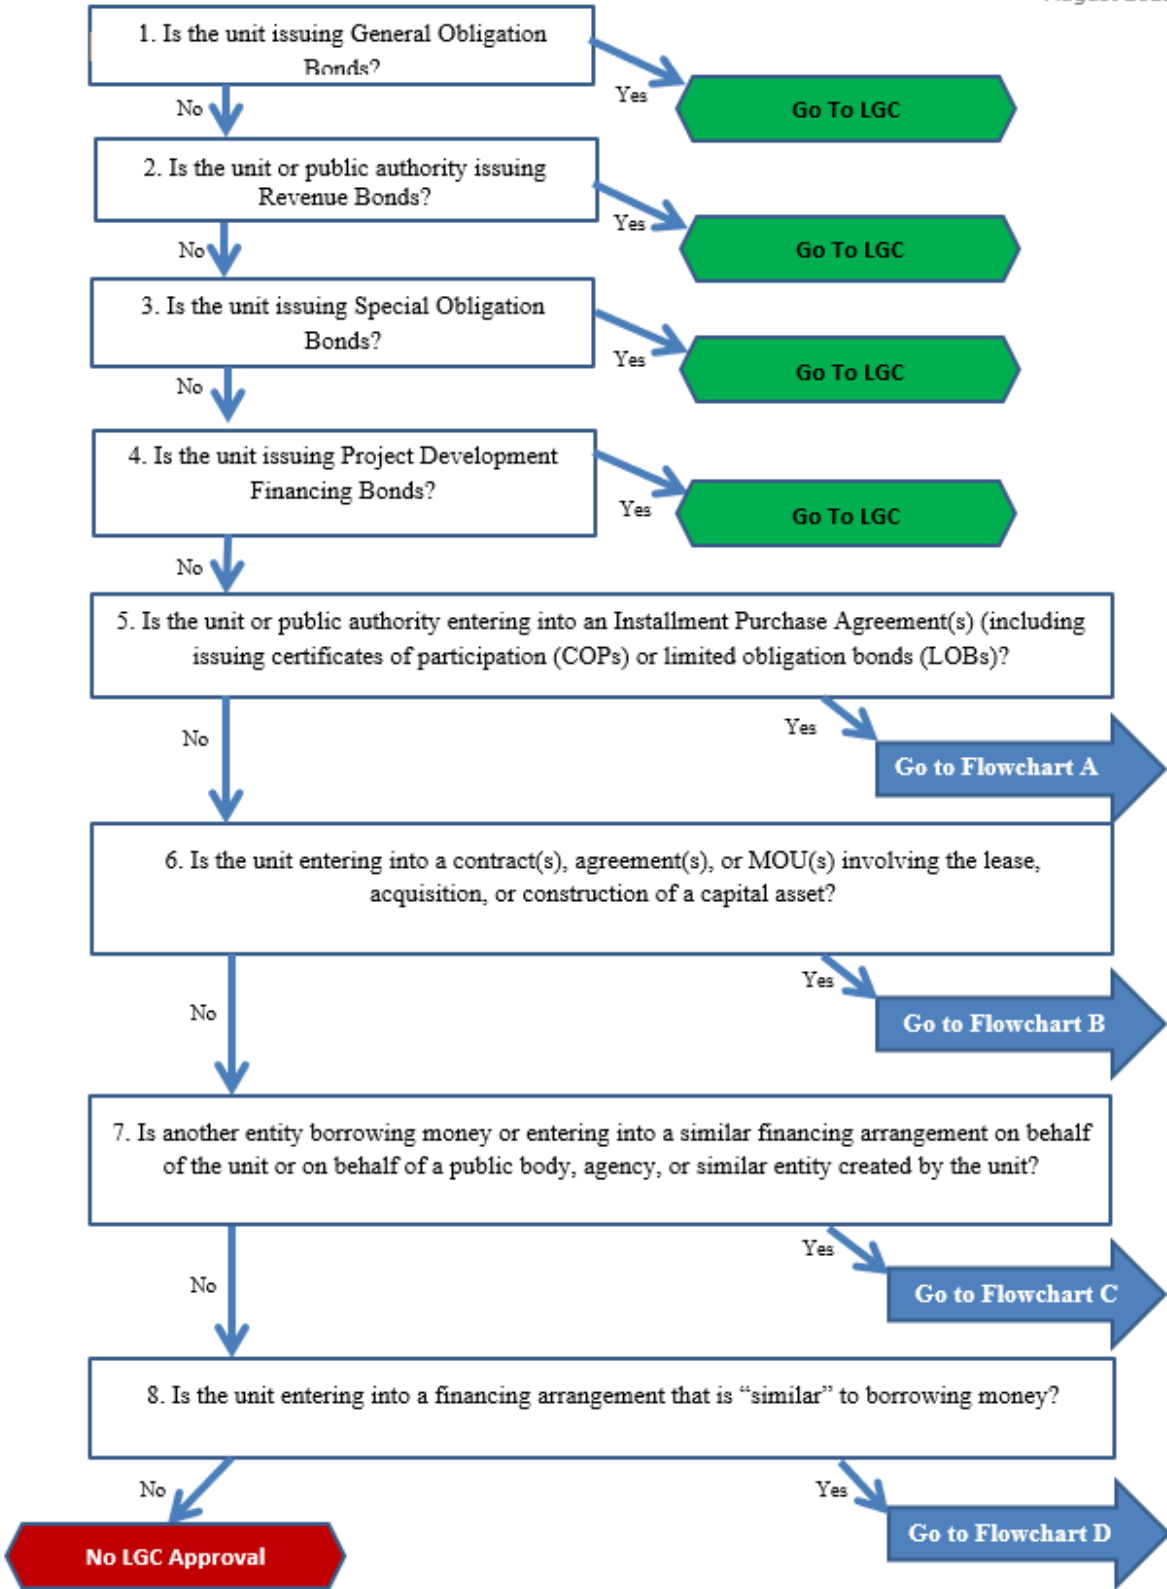 1. Is the unit issuing General Obligation
Bonds?
Yes
Go To LGC
No
2. Is the unit or public authority issuing
Revenue Bonds?
Yes
Go To LGC
No
3. Is the unit issuing Special Obligation
Bonds?
Yes
Go To LGC
No
4. Is the unit issuing Project Development
Financing Bonds?
Yes
Go To LGC
No
5. Is the unit or public authority entering into an Installment Purchase Agreement(s) (including
issuing certificates of participation (COPs) or limited obligation bonds (LOBs)?
Yes
No
Go to Flowchart A
6. Is the unit entering into a contract(s), agreement(s), or MOU(s) involving the lease,
acquisition, or construction of a capital asset?
Yes
No
Go to Flowchart B
7. Is another entity borrowing money or entering into a similar financing arrangement on behalf
of the unit or on behalf of a public body, agency, or similar entity created by the unit?
Yes
No
Go to Flowchart C
8. Is the unit entering into a financing arrangement that is “similar” to borrowing money?
No
Yes
Go to Flowchart D
No LGC Approval